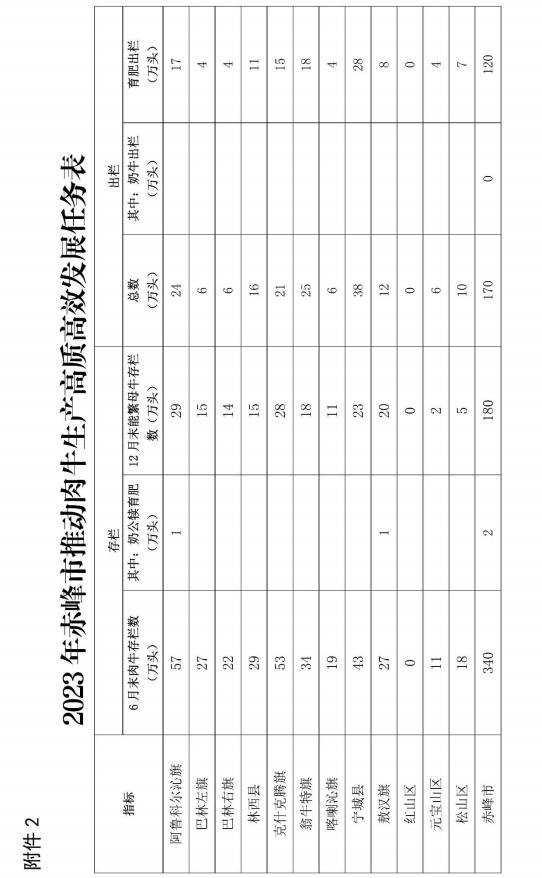 附件 2
2023 年赤峰市推动肉牛生产高质高效发展任务表
指标 存栏 出栏
6 月末肉牛存栏数（万头） 其中：奶公犊育肥（万头） 12 月末能繁母牛存栏数（万头） 总数（万头） 其中：奶牛出栏（万头） 育肥出栏（万头）
阿鲁科尔沁旗 57 1 29 24 17
巴林左旗 27 15 6 4
巴林右旗 22 14 6 4
林西县 29 15 16 11
克什克腾旗 53 28 21 15
翁牛特旗 34 18 25 18
喀喇沁旗 19 11 6 4
宁城县 43 23 38 28
敖汉旗 27 1 20 12 8
红山区 0 0 0 0
元宝山区 11 2 6 4
松山区 18 5 10 7
赤峰市 340 2 180 170 0 120